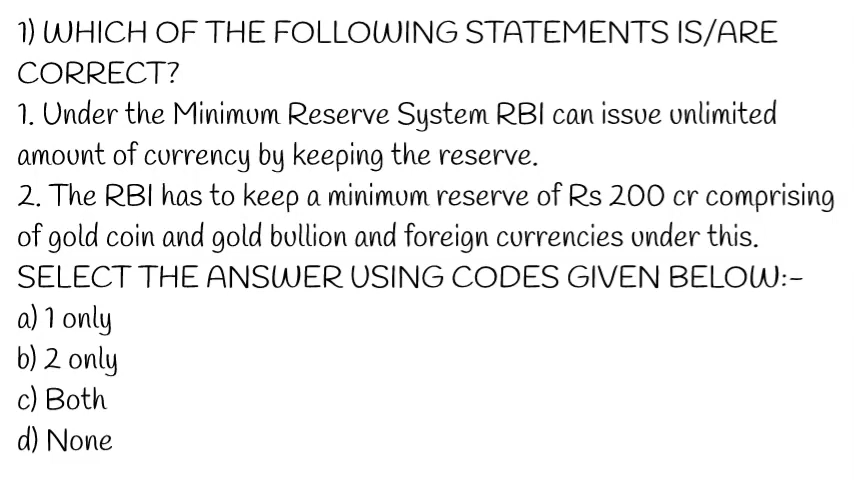 1) WHICH OF THE FOLLOWING STATEMENTS IS/ARE
CORRECT?
1. Under the Minimum Reserve System RBI can issue unlimited
amount of currency by keeping the reserve.
2. The RBI has to keep a minimum reserve of Rs 200 cr comprising
of gold coin and gold bullion and foreign currencies under this.
SELECT THE ANSWER USING CODES GIVEN BELOW:-
a) 1 only
b) 2 only
c) Both
d) None